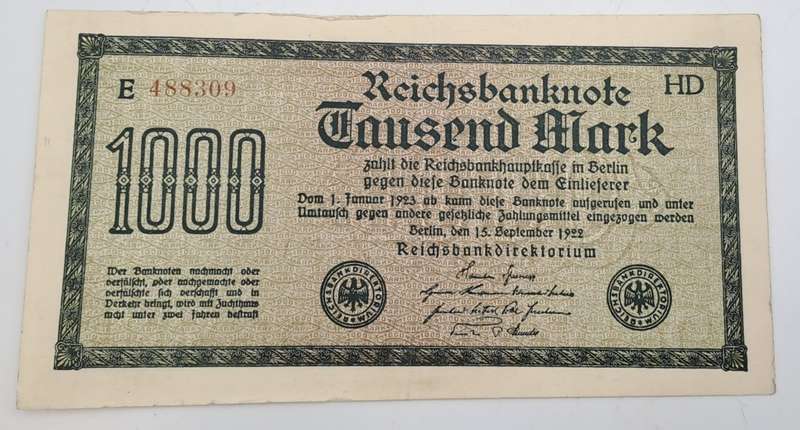 E 488309
HD
Reichsbanknote
Tausend Mark
1000
zahlt die Reichsbankhauptkasse in Berlin
gegen diese Banknote dem Einlieferer
Vom 1. Januar 1923 ab kann diese Banknote aufgerufen und unter
Umtausch gegen andere gesetzliche Zahlungsmittel eingezogen werden
Berlin, den 15. September 1922
Reichsbankdirektorium
Wer Banknoten nachmacht oder
verfälscht, oder nachgemachte oder
verfälschte sich verschafft und in
Verkehr bringt, wird mit Zuchthaus
nicht unter zwei Jahren bestraft
REICHSBANKDIREKTORIUM
REICHSBANKDIREKTORIUM